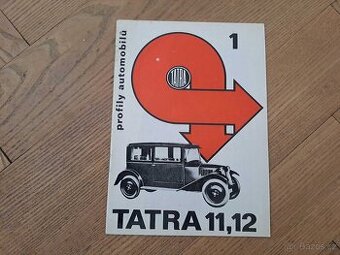 1
profily automobilů
TATRA
TATRA 11,12